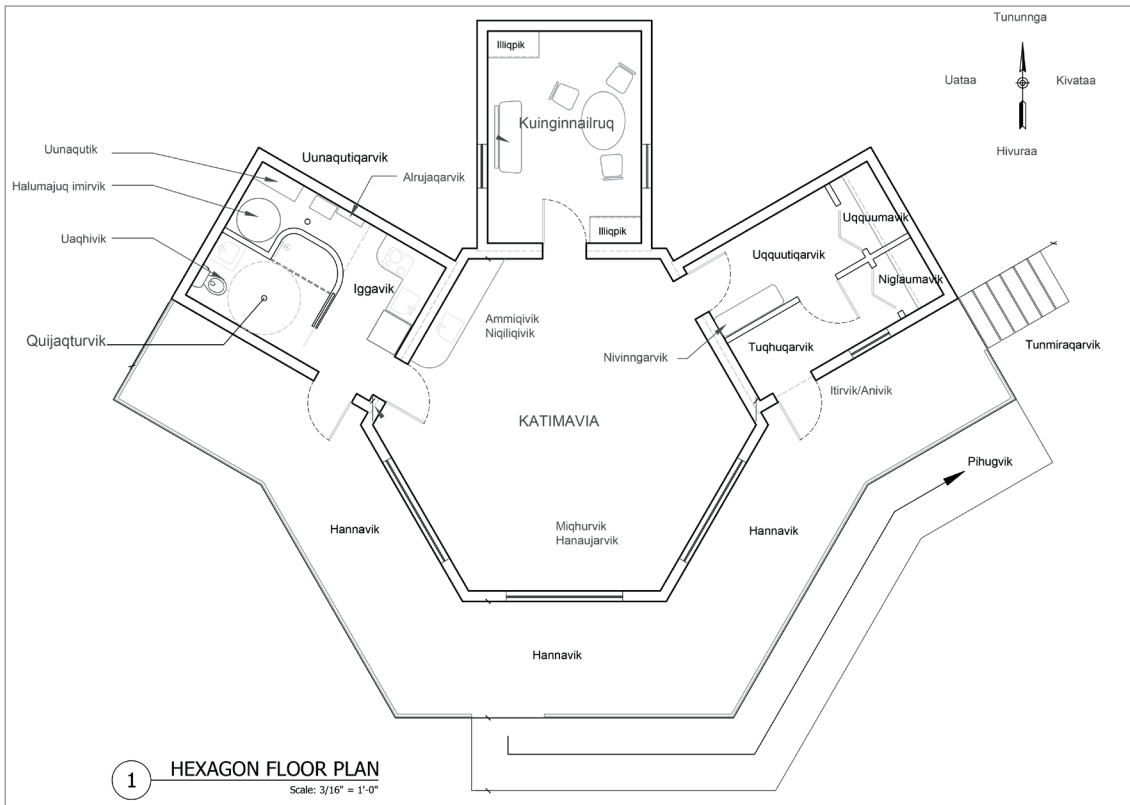 Tununnga
Uataa
Kivataa
Hivuraa
Illiqpik
Kuinginnailruq
Illiqpik
Uunaqutik
Uunaqutiqarvik
Halumajuq imirvik
Alrujaqarvik
Uaqhivik
Iggavik
Quijaqturvik
Ammiqivik
Niqiliqivik
Uqquumavik
Uqquutiqarvik
Niglaumavik
Nivinngarvik
Tuqhuqarvik
Tunmiraqarvik
Itirvik/Anivik
KATIMAVIA
Pihugvik
Hannavik
Miqhurvik
Hanaujarvik
Hannavik
Hannavik
1
HEXAGON FLOOR PLAN
Scale: 3/16" = 1'-0"